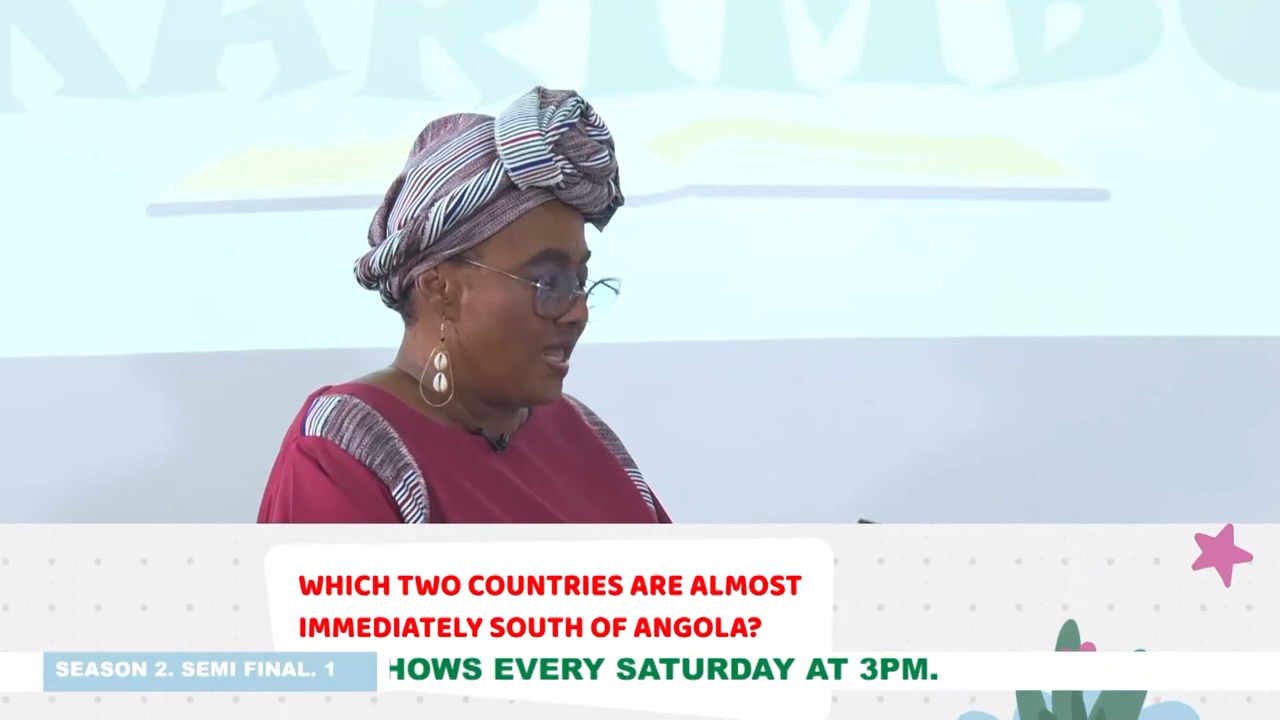 WHICH TWO COUNTRIES ARE ALMOST
IMMEDIATELY SOUTH OF ANGOLA?
SEASON 2. SEMI FINAL. 1
HOWS EVERY SATURDAY AT 3PM.